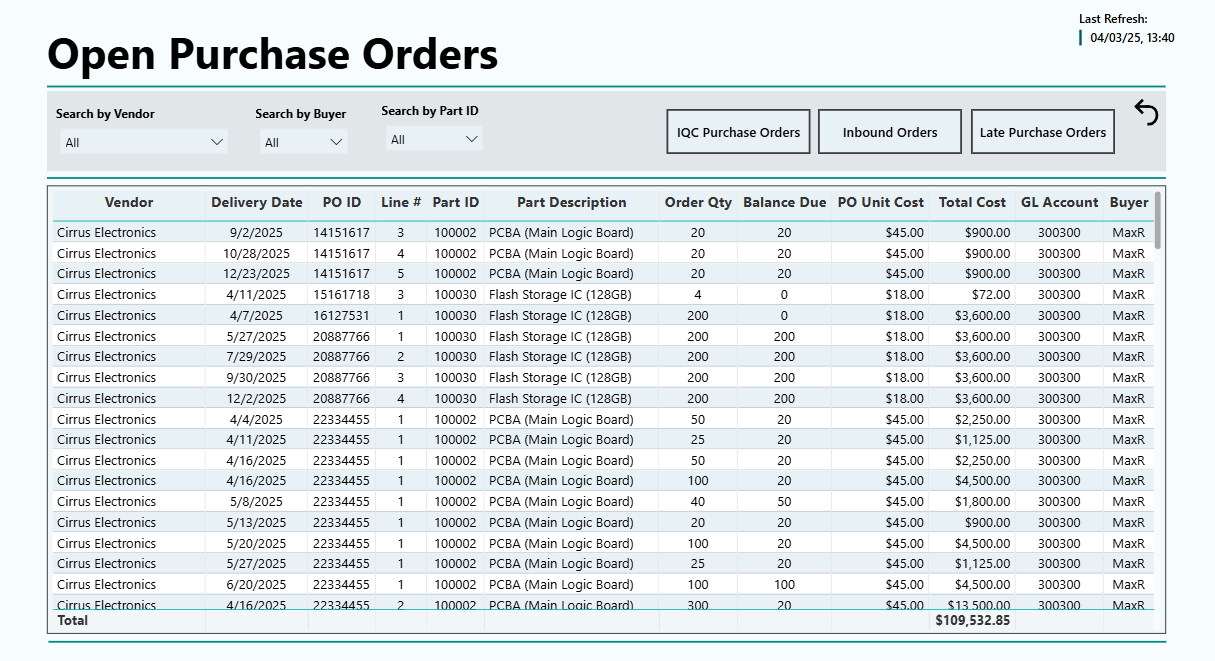 Last Refresh:
04/03/25, 13:40
Open Purchase Orders
Search by Vendor Search by Buyer Search by Part ID
All All All
IQC Purchase Orders Inbound Orders Late Purchase Orders
Vendor Delivery Date PO ID Line # Part ID Part Description Order Qty Balance Due PO Unit Cost Total Cost GL Account Buyer
Cirrus Electronics 9/2/2025 14151617 3 100002 PCBA (Main Logic Board) 20 20 $45.00 $900.00 300300 MaxR
Cirrus Electronics 10/28/2025 14151617 4 100002 PCBA (Main Logic Board) 20 20 $45.00 $900.00 300300 MaxR
Cirrus Electronics 12/23/2025 14151617 5 100002 PCBA (Main Logic Board) 20 20 $45.00 $900.00 300300 MaxR
Cirrus Electronics 4/11/2025 15161718 3 100030 Flash Storage IC (128GB) 4 0 $18.00 $72.00 300300 MaxR
Cirrus Electronics 4/7/2025 16127531 1 100030 Flash Storage IC (128GB) 200 0 $18.00 $3,600.00 300300 MaxR
Cirrus Electronics 5/27/2025 20887766 1 100030 Flash Storage IC (128GB) 200 200 $18.00 $3,600.00 300300 MaxR
Cirrus Electronics 7/29/2025 20887766 2 100030 Flash Storage IC (128GB) 200 200 $18.00 $3,600.00 300300 MaxR
Cirrus Electronics 9/30/2025 20887766 3 100030 Flash Storage IC (128GB) 200 200 $18.00 $3,600.00 300300 MaxR
Cirrus Electronics 12/2/2025 20887766 4 100030 Flash Storage IC (128GB) 200 200 $18.00 $3,600.00 300300 MaxR
Cirrus Electronics 4/4/2025 22334455 1 100002 PCBA (Main Logic Board) 50 20 $45.00 $2,250.00 300300 MaxR
Cirrus Electronics 4/11/2025 22334455 1 100002 PCBA (Main Logic Board) 25 20 $45.00 $1,125.00 300300 MaxR
Cirrus Electronics 4/16/2025 22334455 1 100002 PCBA (Main Logic Board) 50 20 $45.00 $2,250.00 300300 MaxR
Cirrus Electronics 4/16/2025 22334455 1 100002 PCBA (Main Logic Board) 100 20 $45.00 $4,500.00 300300 MaxR
Cirrus Electronics 5/8/2025 22334455 1 100002 PCBA (Main Logic Board) 40 50 $45.00 $1,800.00 300300 MaxR
Cirrus Electronics 5/13/2025 22334455 1 100002 PCBA (Main Logic Board) 20 20 $45.00 $900.00 300300 MaxR
Cirrus Electronics 5/20/2025 22334455 1 100002 PCBA (Main Logic Board) 100 20 $45.00 $4,500.00 300300 MaxR
Cirrus Electronics 5/27/2025 22334455 1 100002 PCBA (Main Logic Board) 25 20 $45.00 $1,125.00 300300 MaxR
Cirrus Electronics 6/20/2025 22334455 1 100002 PCBA (Main Logic Board) 100 100 $45.00 $4,500.00 300300 MaxR
Cirrus Electronics 4/16/2025 22334455 2 100002 PCBA (Main Logic Board) 300 20 $45.00 $13,500.00 300300 MaxR
Total $109,532.85